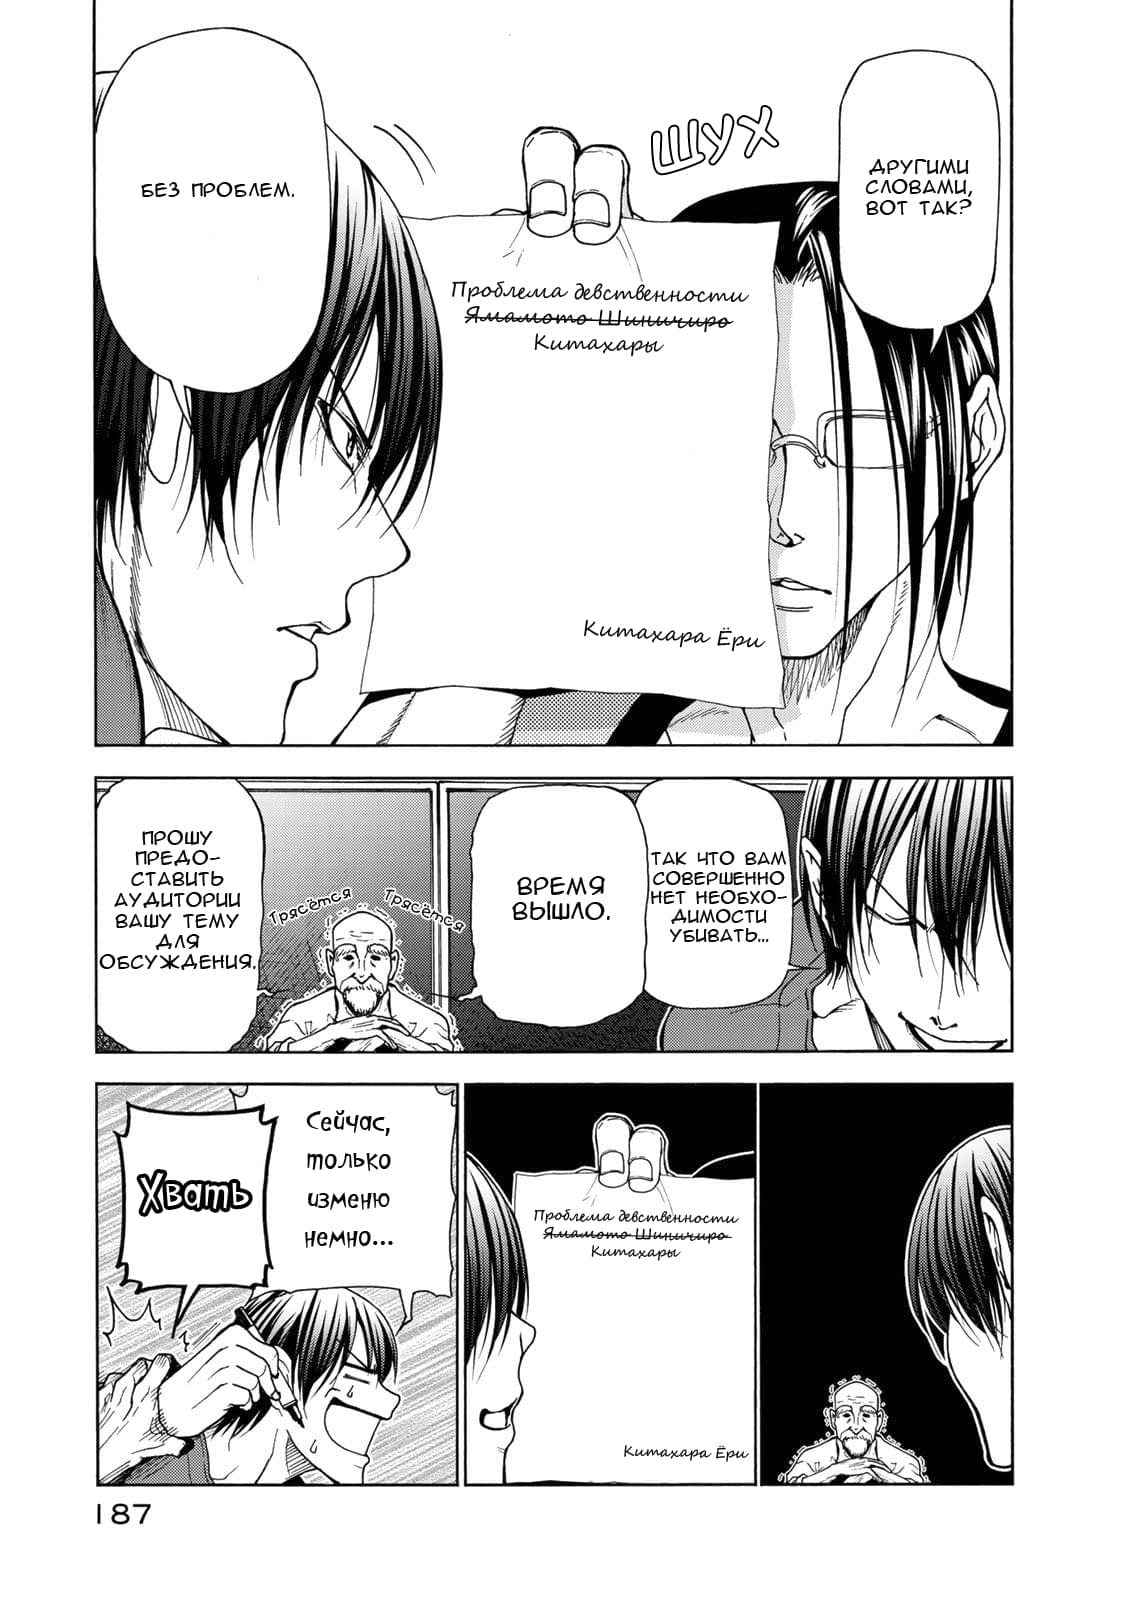 ДРУГИМИ
СЛОВАМИ,
ВОТ ТАК?
ЩУХ
БЕЗ ПРОБЛЕМ.
Проблема девственности
Ямамото Шиничиро
Китахары
Китахара Ёри
ТАК ЧТО ВАМ
СОВЕРШЕННО
НЕТ НЕОБХО-
ДИМОСТИ
УБИВАТЬ...
ВРЕМЯ
ВЫШЛО.
Трясётся
Трясётся
ПРОШУ
ПРЕДО-
СТАВИТЬ
АУДИТОРИИ
ВАШУ ТЕМУ
ДЛЯ
ОБСУЖДЕНИЯ.
Проблема девственности
Ямамото Шиничиро
Китахары
Китахара Ёри
Сейчас,
только
изменю
немно...
Хвать
187